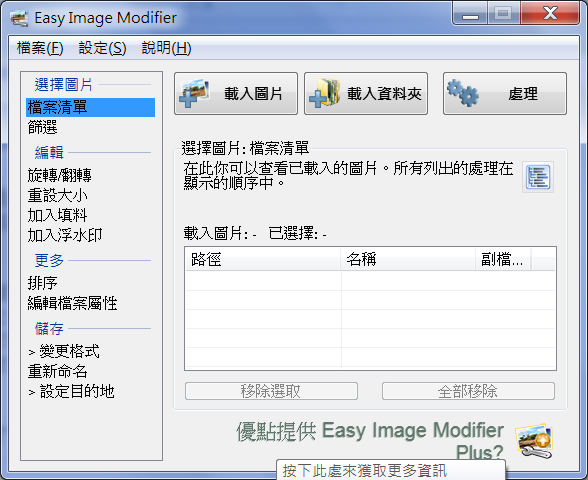 Easy Image Modifier
檔案(F) 設定(S) 說明(H)
選擇圖片
檔案清單
篩選
編輯
旋轉/翻轉
重設大小
加入填料
加入浮水印
更多
排序
編輯檔案屬性
儲存
> 變更格式
重新命名
> 設定目的地
載入圖片 載入資料夾 處理
選擇圖片: 檔案清單
在此你可以查看已載入的圖片。所有列出的處理在
顯示的順序中。
載入圖片: - 已選擇: -
路徑 名稱 副檔...
移除選取 全部移除
優點提供 Easy Image Modifier
Plus?
按下此處來獲取更多資訊